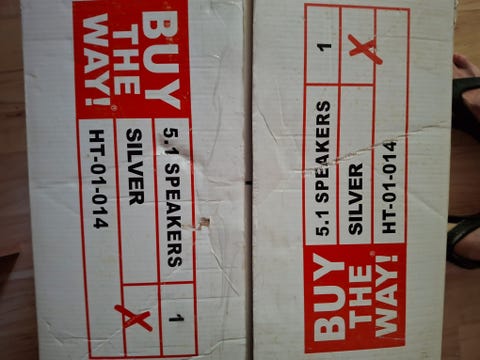 BUY
THE
WAY!®
5.1 SPEAKERS 1
SILVER X
HT-01-014
BUY
THE
WAY!®
5.1 SPEAKERS 1
SILVER X
HT-01-014